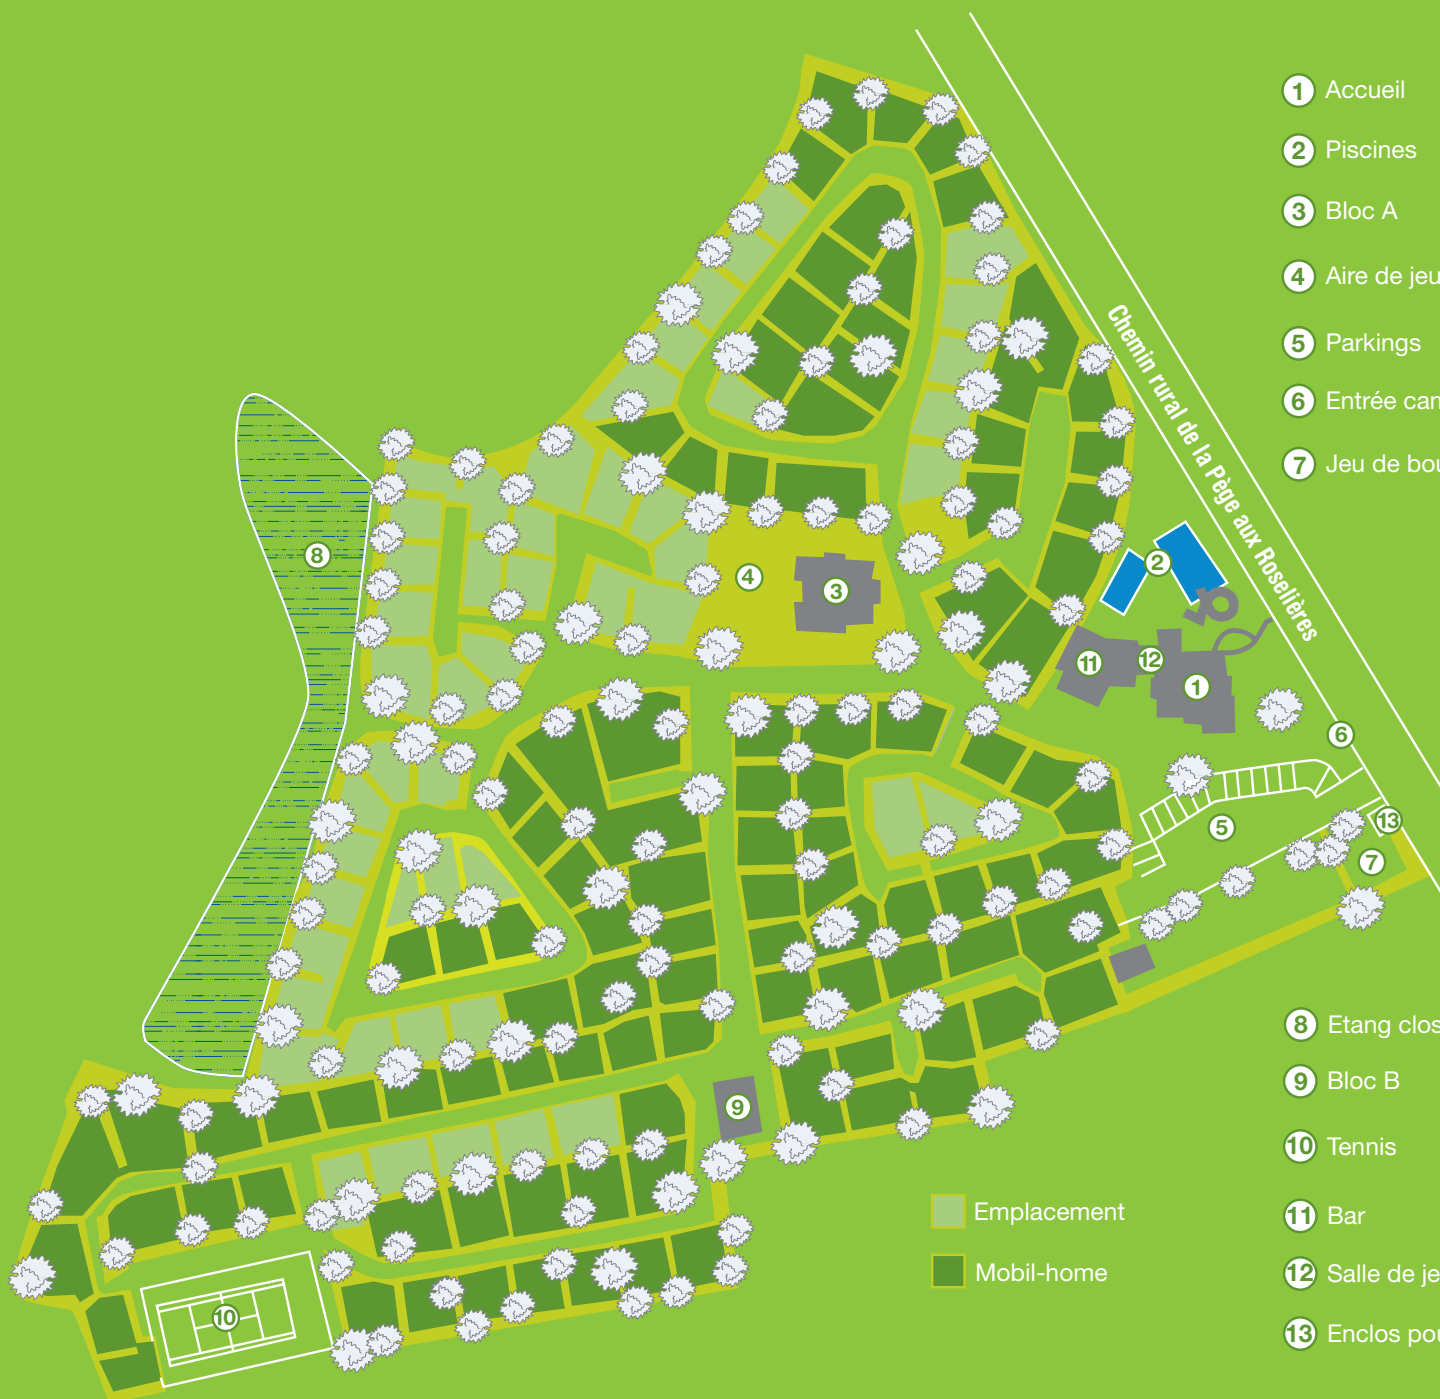 1 Accueil
2 Piscines
3 Bloc A
4 Aire de jeu
5 Parkings
6 Entrée cam
7 Jeu de bou
Chemin rural de la Pège aux Roselières
8
4
3
2
11
12
1
6
5
13
7
9
10
8 Etang clos
9 Bloc B
10 Tennis
11 Bar
12 Salle de je
13 Enclos pou
Emplacement
Mobil-home